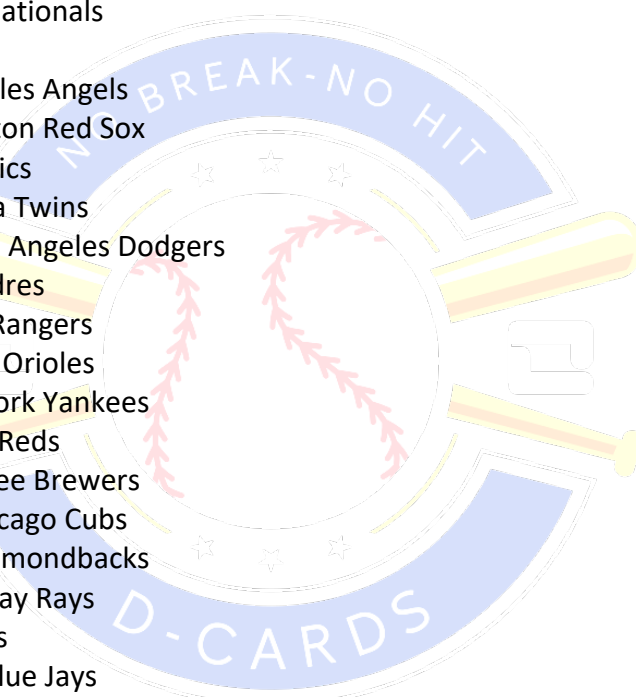 ationals
les Angels
ton Red Sox
ics
a Twins
Angeles Dodgers
dres
Rangers
Orioles
ork Yankees
Reds
ee Brewers
cago Cubs
mondbacks
ay Rays
s
lue Jays
NO BREAK-NO HIT
D-CARDS